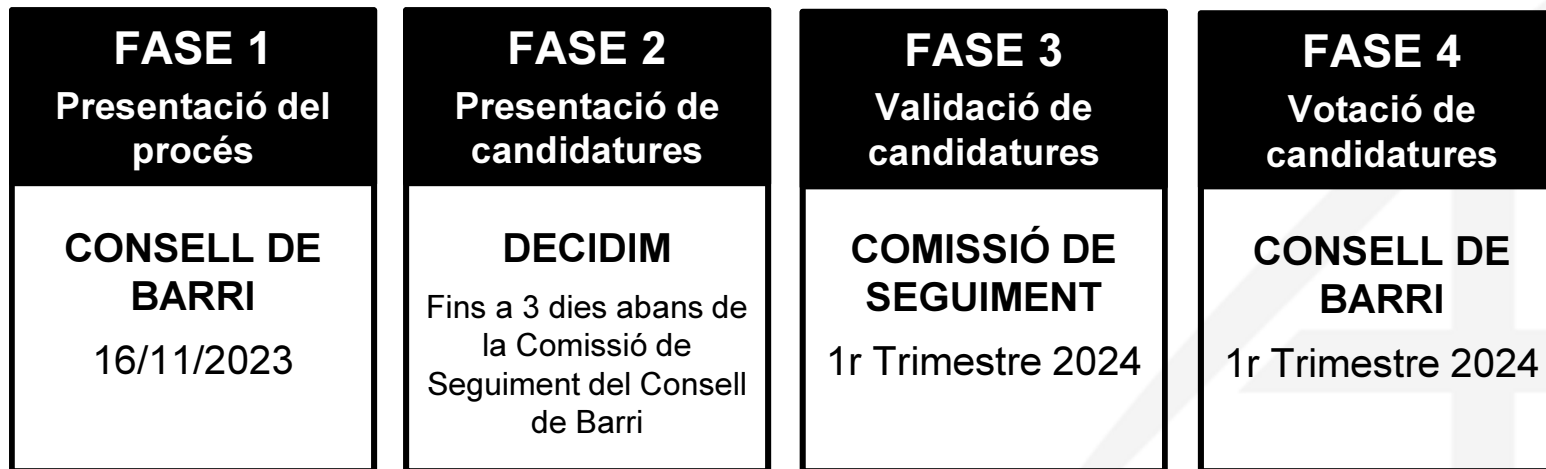 FASE 1
Presentació del
procés
CONSELL DE
BARRI
16/11/2023
FASE 2
Presentació de
candidatures
DECIDIM
Fins a 3 dies abans de
la Comissió de
Seguiment del Consell
de Barri
FASE 3
Validació de
candidatures
COMISSIÓ DE
SEGUIMENT
1r Trimestre 2024
FASE 4
Votació de
candidatures
CONSELL DE
BARRI
1r Trimestre 2024